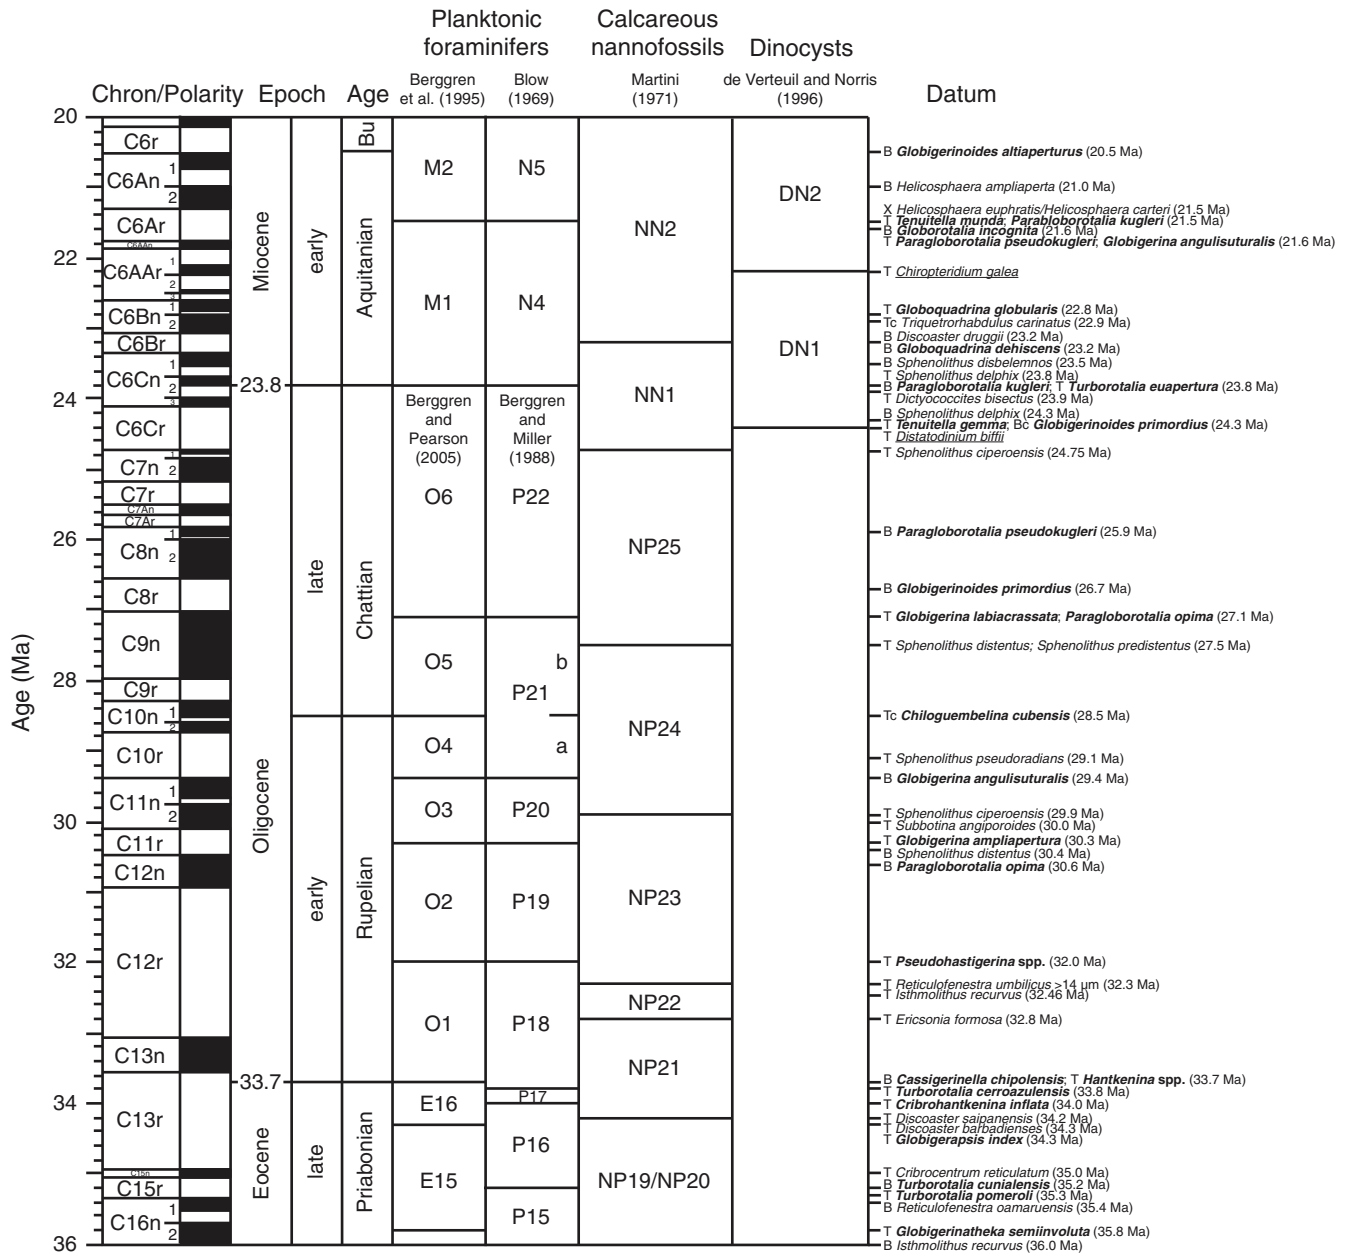 Planktonic
foraminifers
Calcareous
nannofossils
Dinocysts
Chron/Polarity
Epoch
Age
Berggren
et al. (1995)
Blow
(1969)
Martini
(1971)
de Verteuil and Norris
(1996)
Datum
Age (Ma)
20
22
24
26
28
30
32
34
36
C6r
C6An
1
2
C6Ar
C6AAn
C6AAr
1
2
3
C6Bn
1
2
C6Br
C6Cn
1
2
3
C6Cr
C7n
1
2
C7r
C7An
C7Ar
C8n
1
2
C8r
C9n
C9r
C10n
1
2
C10r
C11n
1
2
C11r
C12n
C12r
C13n
C13r
C15n
C15r
C16n
1
2
Miocene
23.8
Oligocene
33.7
Eocene
early
late
early
late
Bu
Aquitanian
Chattian
Rupelian
Priabonian
M2
M1
Berggren
and
Pearson
(2005)
O6
O5
O4
O3
O2
O1
E16
E15
N5
N4
Berggren
and
Miller
(1988)
P22
b
P21
a
P20
P19
P18
P17
P16
P15
NN2
NN1
NP25
NP24
NP23
NP22
NP21
NP19/NP20
DN2
DN1
B Globigerinoides altiaperturus (20.5 Ma)
B Helicosphaera ampliaperta (21.0 Ma)
X Helicosphaera euphratis/Helicosphaera carteri (21.5 Ma)
T Tenuitella munda; Parabloborotalia kugleri (21.5 Ma)
B Globorotalia incognita (21.6 Ma)
T Paragloborotalia pseudokugleri; Globigerina angulisuturalis (21.6 Ma)
T Chiropteridium galea
T Globoquadrina globularis (22.8 Ma)
Tc Triquetrorhabdulus carinatus (22.9 Ma)
B Discoaster druggii (23.2 Ma)
B Globoquadrina dehiscens (23.2 Ma)
B Sphenolithus disbelemnos (23.5 Ma)
T Sphenolithus delphix (23.8 Ma)
B Paragloborotalia kugleri; T Turborotalia euapertura (23.8 Ma)
T Dictyococcites bisectus (23.9 Ma)
B Sphenolithus delphix (24.3 Ma)
T Tenuitella gemma; Bc Globigerinoides primordius (24.3 Ma)
T Distatodinium biffii
T Sphenolithus ciperoensis (24.75 Ma)
B Paragloborotalia pseudokugleri (25.9 Ma)
B Globigerinoides primordius (26.7 Ma)
T Globigerina labiacrassata; Paragloborotalia opima (27.1 Ma)
T Sphenolithus distentus; Sphenolithus predistentus (27.5 Ma)
Tc Chiloguembelina cubensis (28.5 Ma)
T Sphenolithus pseudoradians (29.1 Ma)
B Globigerina angulisuturalis (29.4 Ma)
T Sphenolithus ciperoensis (29.9 Ma)
T Subbotina angiporoides (30.0 Ma)
T Globigerina ampliapertura (30.3 Ma)
B Sphenolithus distentus (30.4 Ma)
B Paragloborotalia opima (30.6 Ma)
T Pseudohastigerina spp. (32.0 Ma)
T Reticulofenestra umbilicus >14 µm (32.3 Ma)
T Isthmolithus recurvus (32.46 Ma)
T Ericsonia formosa (32.8 Ma)
B Cassigerinella chipolensis; T Hantkenina spp. (33.7 Ma)
T Turborotalia cerroazulensis (33.8 Ma)
T Cribrohantkenina inflata (34.0 Ma)
T Discoaster saipanensis (34.2 Ma)
T Discoaster barbadienses (34.3 Ma)
T Globigerapsis index (34.3 Ma)
T Cribrocentrum reticulatum (35.0 Ma)
B Turborotalia cunialensis (35.2 Ma)
T Turborotalia pomeroli (35.3 Ma)
B Reticulofenestra oamaruensis (35.4 Ma)
T Globigerinatheka semiinvoluta (35.8 Ma)
B Isthmolithus recurvus (36.0 Ma)